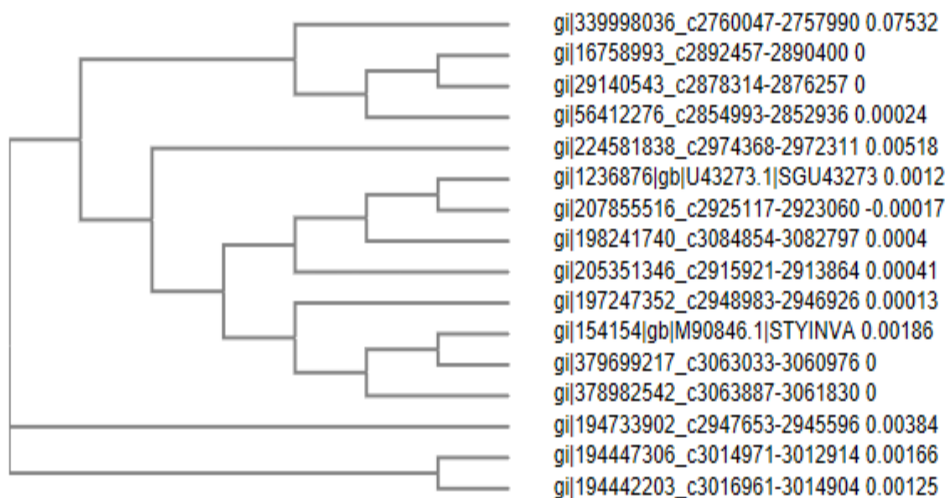 gi|339998036_c2760047-2757990 0.07532
gi|16758993_c2892457-2890400 0
gi|29140543_c2878314-2876257 0
gi|56412276_c2854993-2852936 0.00024
gi|224581838_c2974368-2972311 0.00518
gi|1236876|gb|U43273.1|SGU43273 0.0012
gi|207855516_c2925117-2923060 -0.00017
gi|198241740_c3084854-3082797 0.0004
gi|205351346_c2915921-2913864 0.00041
gi|197247352_c2948983-2946926 0.00013
gi|154154|gb|M90846.1|STYINVA 0.00186
gi|379699217_c3063033-3060976 0
gi|378982542_c3063887-3061830 0
gi|194733902_c2947653-2945596 0.00384
gi|194447306_c3014971-3012914 0.00166
gi|194442203_c3016961-3014904 0.00125